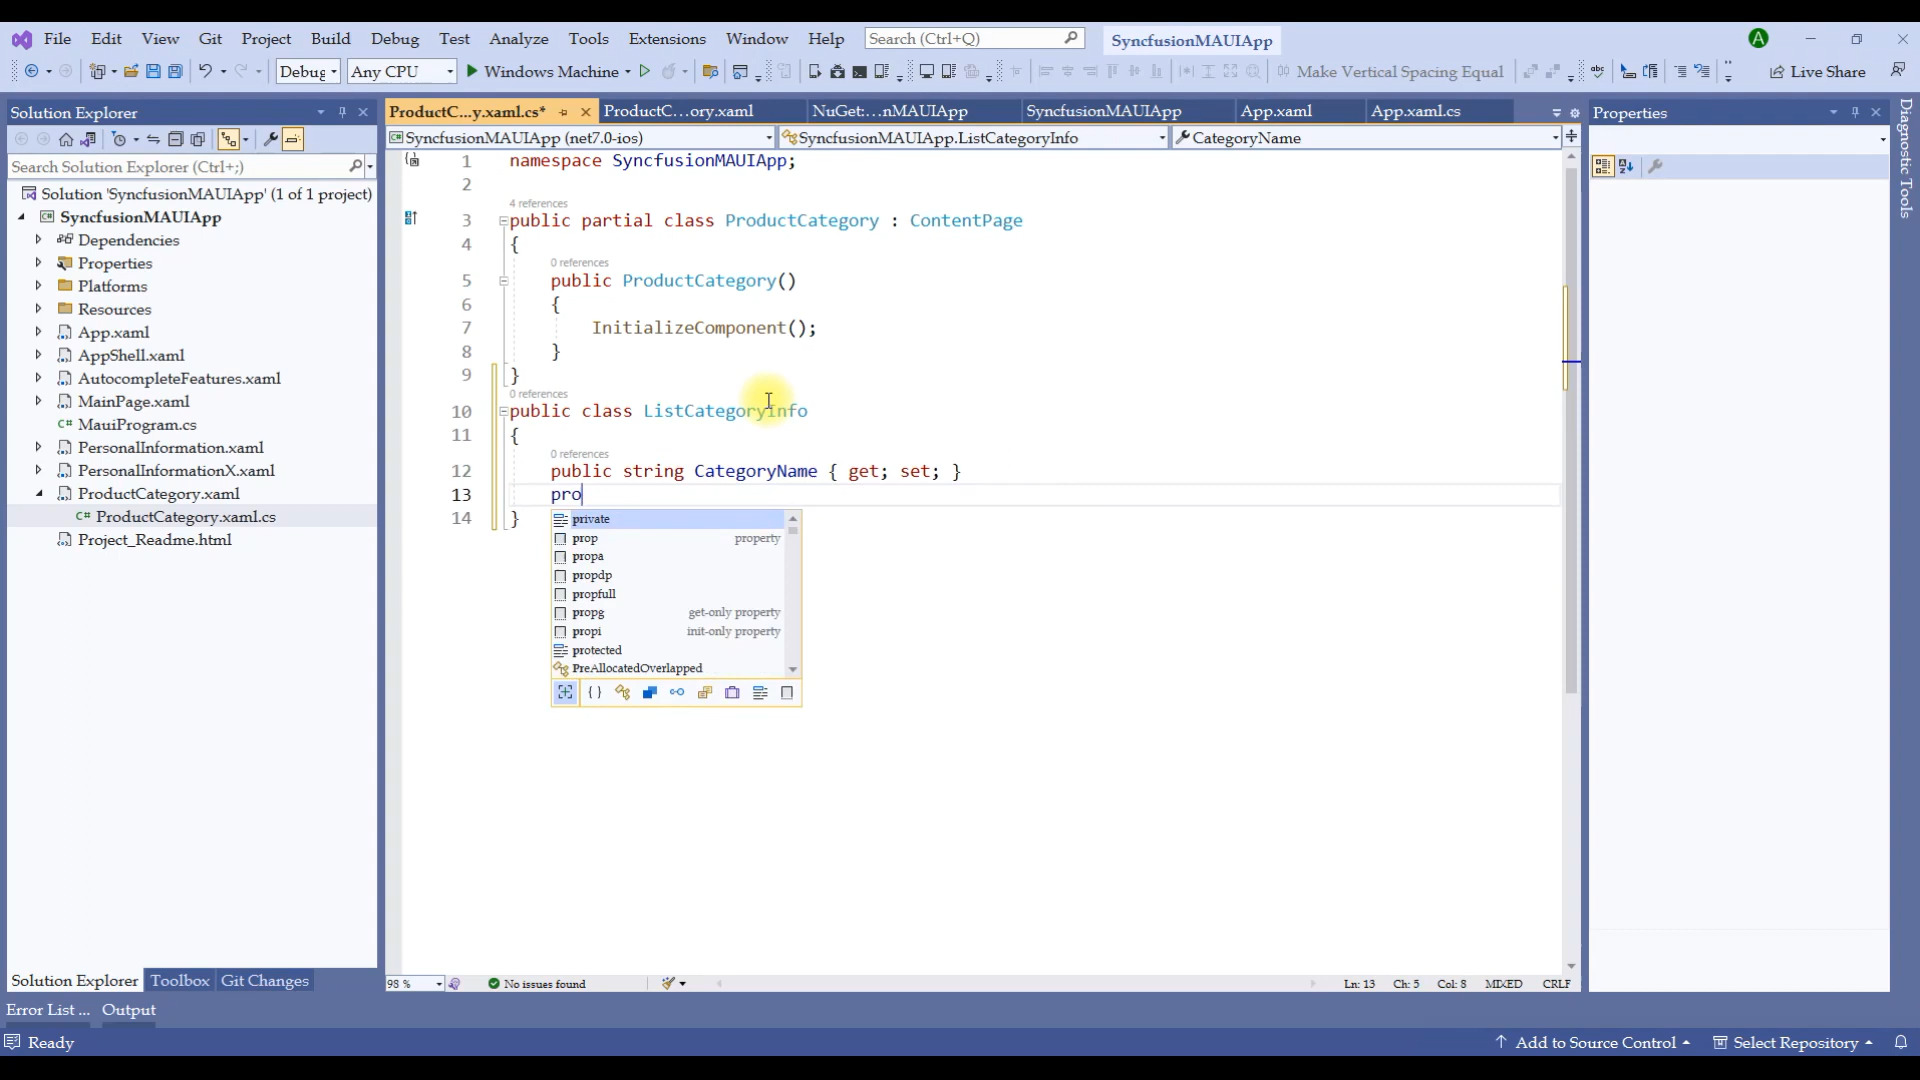 File Edit View Git Project Build Debug Test Analyze Tools Extensions Window Help Search (Ctrl+Q) SyncfusionMAUIApp A
Debug Any CPU Windows Machine Make Vertical Spacing Equal Live Share
Solution Explorer
Search Solution Explorer (Ctrl+;)
Solution 'SyncfusionMAUIApp' (1 of 1 project)
SyncfusionMAUIApp
Dependencies
Properties
Platforms
Resources
App.xaml
AppShell.xaml
AutocompleteFeatures.xaml
MainPage.xaml
C# MauiProgram.cs
PersonalInformation.xaml
PersonalInformationX.xaml
ProductCategory.xaml
C# ProductCategory.xaml.cs
Project_Readme.html
Solution Explorer Toolbox Git Changes
ProductC...y.xaml.cs* ProductC...ory.xaml NuGet:...nMAUIApp SyncfusionMAUIApp App.xaml App.xaml.cs
SyncfusionMAUIApp (net7.0-ios) SyncfusionMAUIApp.ListCategoryInfo CategoryName
1 namespace SyncfusionMAUIApp;
2
4 references
3 public partial class ProductCategory : ContentPage
4 {
0 references
5 public ProductCategory()
6 {
7 InitializeComponent();
8 }
9 }
0 references
10 public class ListCategoryInfo
11 {
0 references
12 public string CategoryName { get; set; }
13 pro
14 }
private
prop property
propa
propdp
propfull
propg get-only property
propi init-only property
protected
PreAllocatedOverlapped
98 % No issues found Ln: 13 Ch: 5 Col: 8 MIXED CRLF
Properties
Diagnostic Tools
Error List ... Output
Ready Add to Source Control Select Repository